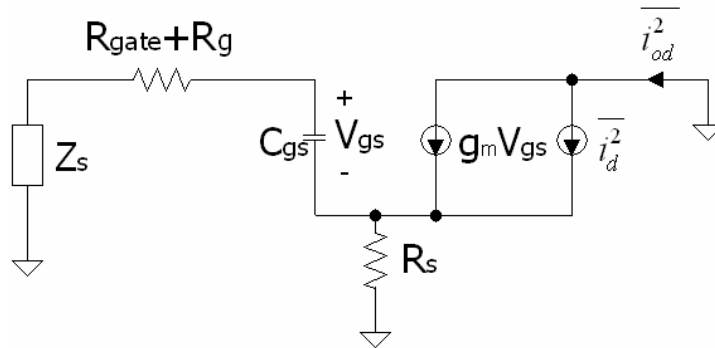 Rgate+Rg
i²od
Zs
Cgs
+
Vgs
-
gmVgs
i²d
Rs